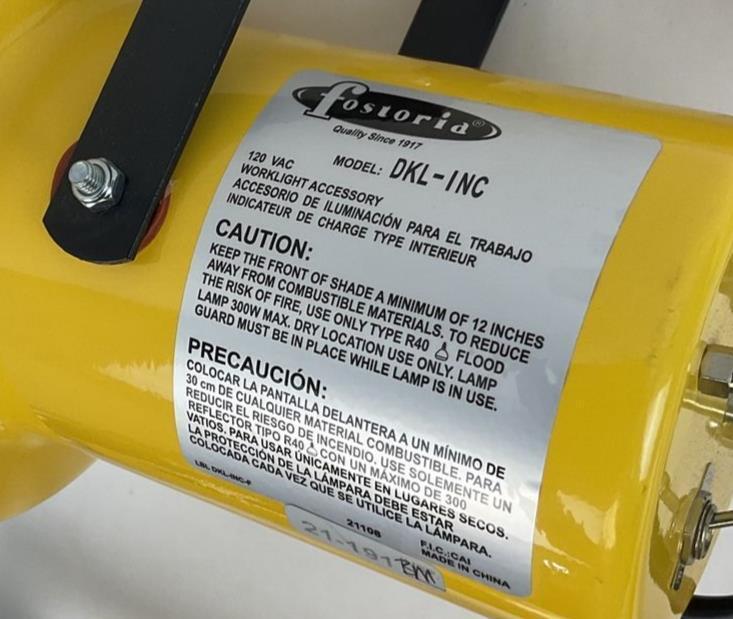 fostoria®
Quality Since 1917
120 VAC MODEL: DKL-INC
WORKLIGHT ACCESSORY
ACCESORIO DE ILUMINACIÓN PARA EL TRABAJO
INDICATEUR DE CHARGE TYPE INTERIEUR
CAUTION:
KEEP THE FRONT OF SHADE A MINIMUM OF 12 INCHES
AWAY FROM COMBUSTIBLE MATERIALS. TO REDUCE
THE RISK OF FIRE, USE ONLY TYPE R40 FLOOD
LAMP 300W MAX. DRY LOCATION USE ONLY. LAMP
GUARD MUST BE IN PLACE WHILE LAMP IS IN USE.
PRECAUCIÓN:
COLOCAR LA PANTALLA DELANTERA A UN MÍNIMO DE
30 cm DE CUALQUIER MATERIAL COMBUSTIBLE. PARA
REDUCIR EL RIESGO DE INCENDIO, USE SOLEMENTE UN
REFLECTOR TIPO R40 CON UN MÁXIMO DE 300
VATIOS. PARA USAR ÚNICAMENTE EN LUGARES SECOS.
LA PROTECCIÓN DE LA LÁMPARA DEBE ESTAR
COLOCADA CADA VEZ QUE SE UTILICE LA LÁMPARA.
LBL DKL-INC-F
21108 F.I.C.:CAI
MADE IN CHINA
21-191